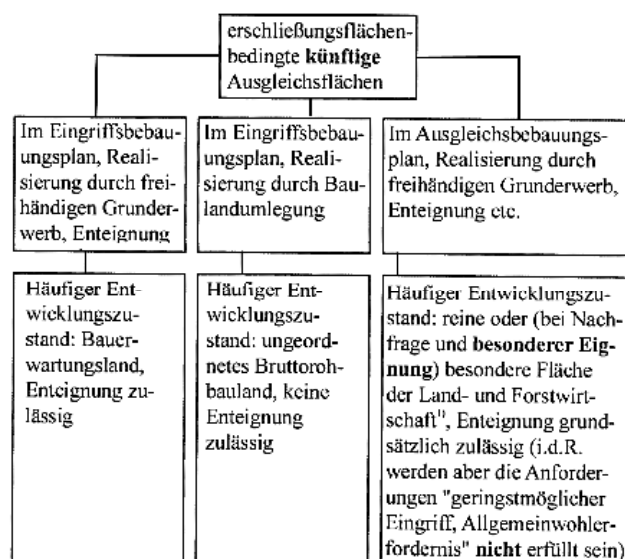 erschließungsflächen-
bedingte künftige
Ausgleichsflächen
Im Eingriffsbebau-
ungsplan, Reali-
sierung durch frei-
händigen Grunder-
werb, Enteignung
Im Eingriffsbebau-
ungsplan, Reali-
sierung durch Bau-
landumlegung
Im Ausgleichsbebauungs-
plan, Realisierung durch
freihändigen Grunderwerb,
Enteignung etc.
Häufiger Ent-
wicklungszu-
stand: Bauer-
wartungsland,
Enteignung zu-
lässig
Häufiger Ent-
wicklungszu-
stand: ungeord-
netes Bruttoroh-
bauland, keine
Enteignung
zulässig
Häufiger Entwicklungszu-
stand: reine oder (bei Nach-
frage und besonderer Eig-
nung) besondere Fläche
der Land- und Forstwirt-
schaft¹⁾, Enteignung grund-
sätzlich zulässig (i.d.R.
werden aber die Anforder-
ungen "geringstmöglicher
Eingriff, Allgemeinwohler-
fordernis" nicht erfüllt sein)